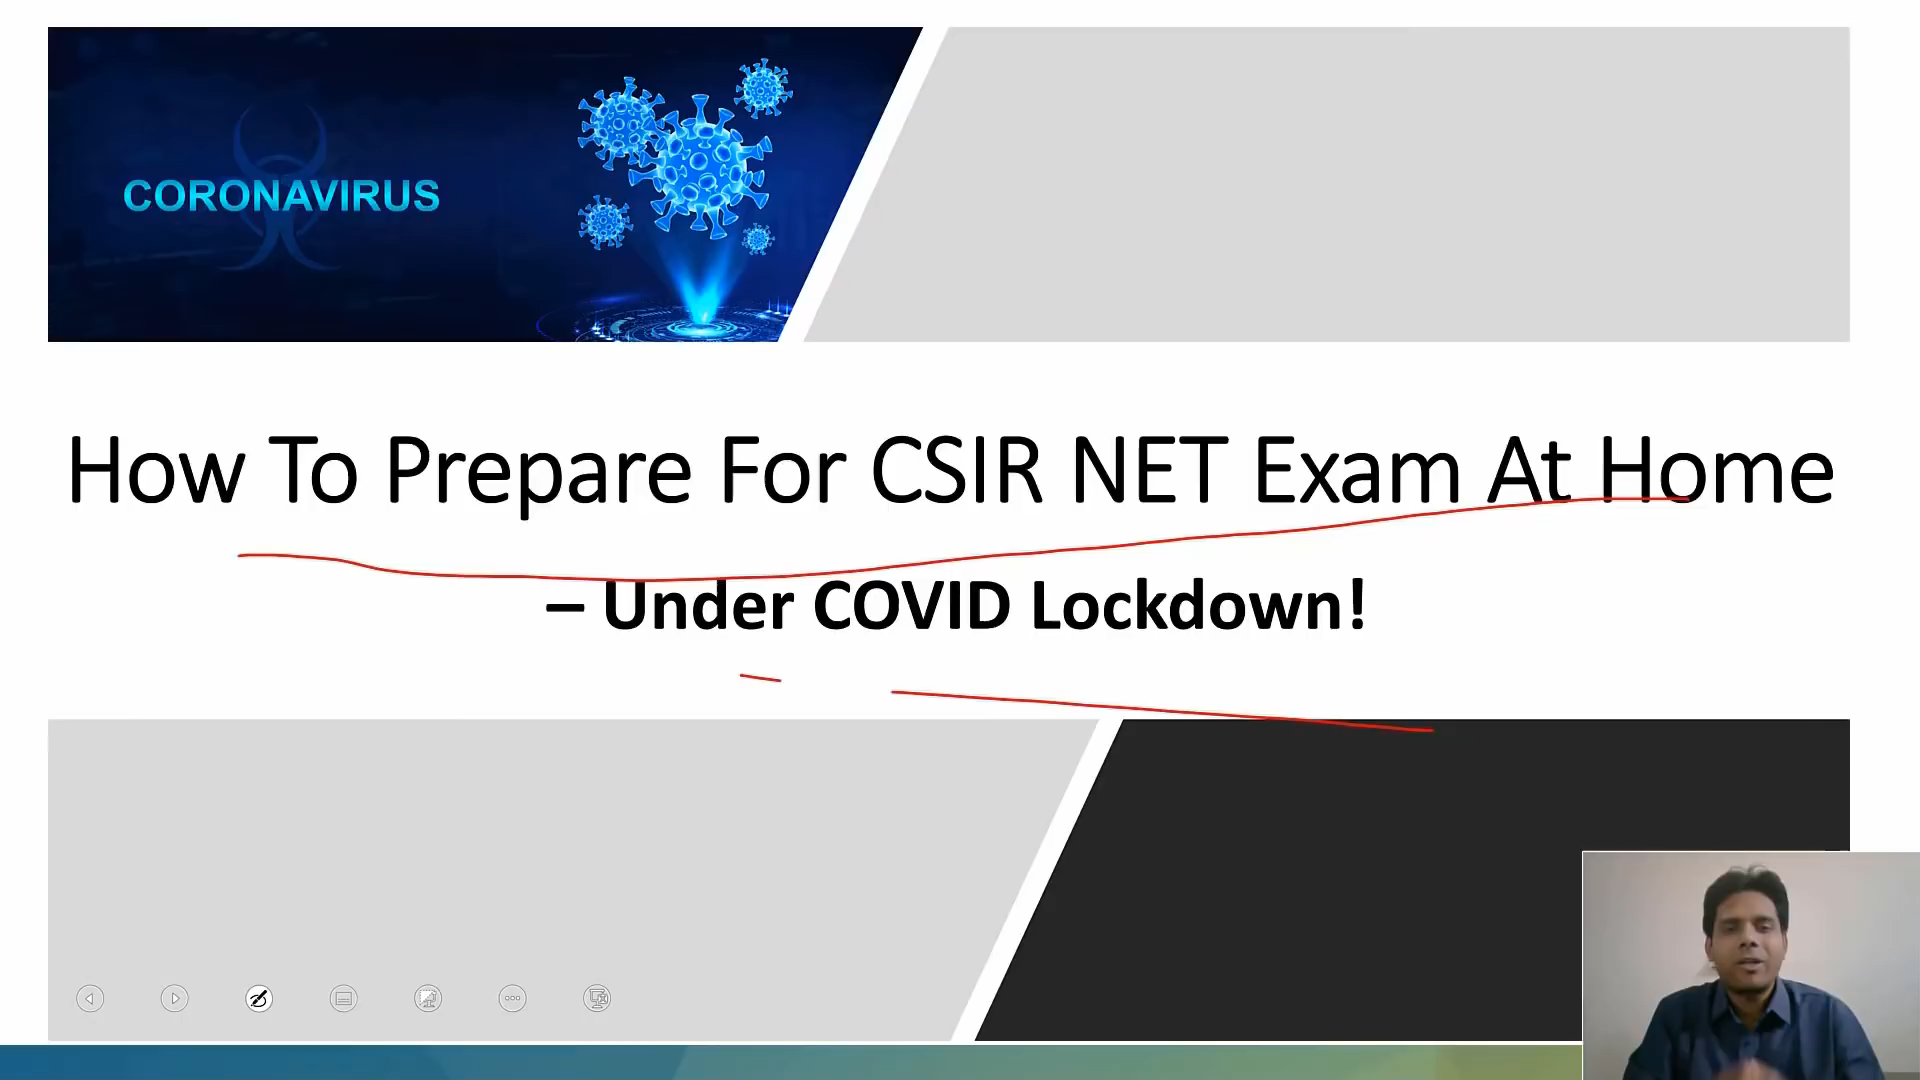 CORONAVIRUS
How To Prepare For CSIR NET Exam At Home
– Under COVID Lockdown!